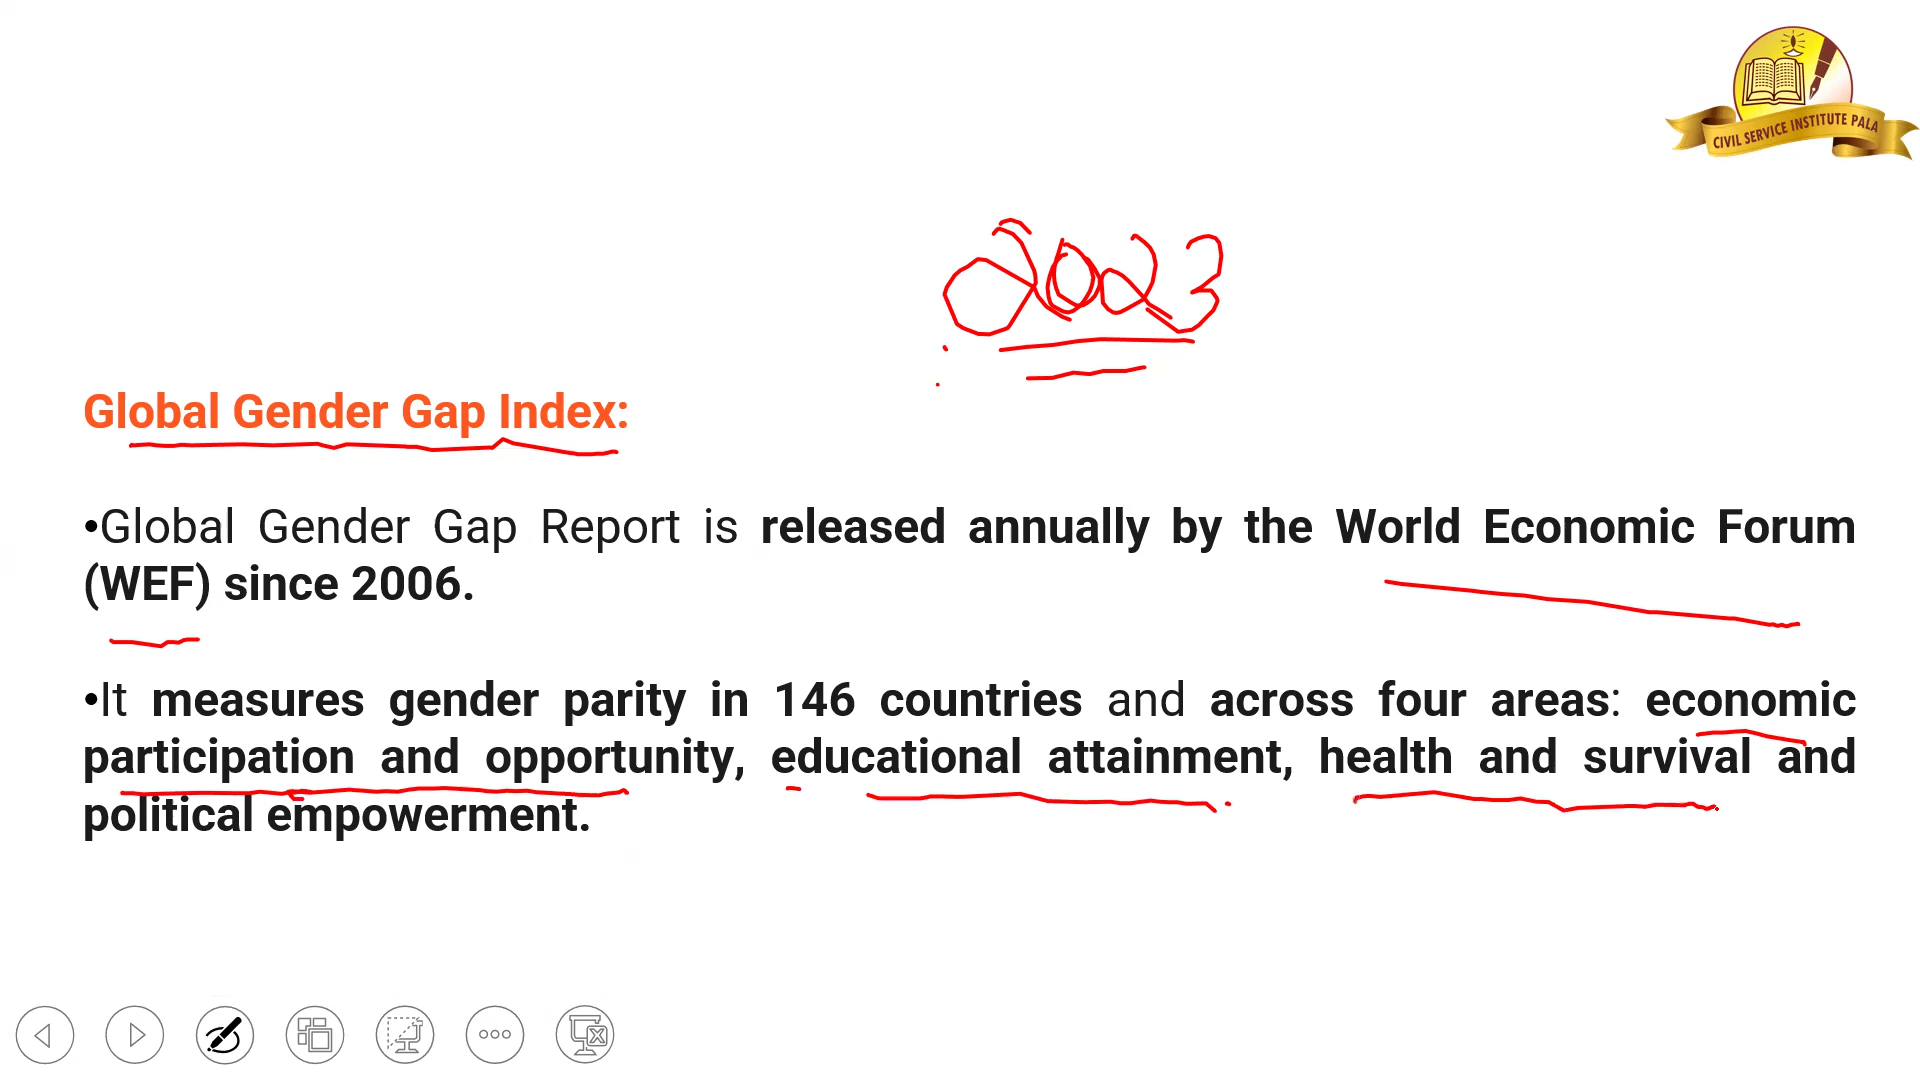 CIVIL SERVICE INSTITUTE PALA
2023
Global Gender Gap Index:
•Global Gender Gap Report is released annually by the World Economic Forum
(WEF) since 2006.
•It measures gender parity in 146 countries and across four areas: economic
participation and opportunity, educational attainment, health and survival and
political empowerment.